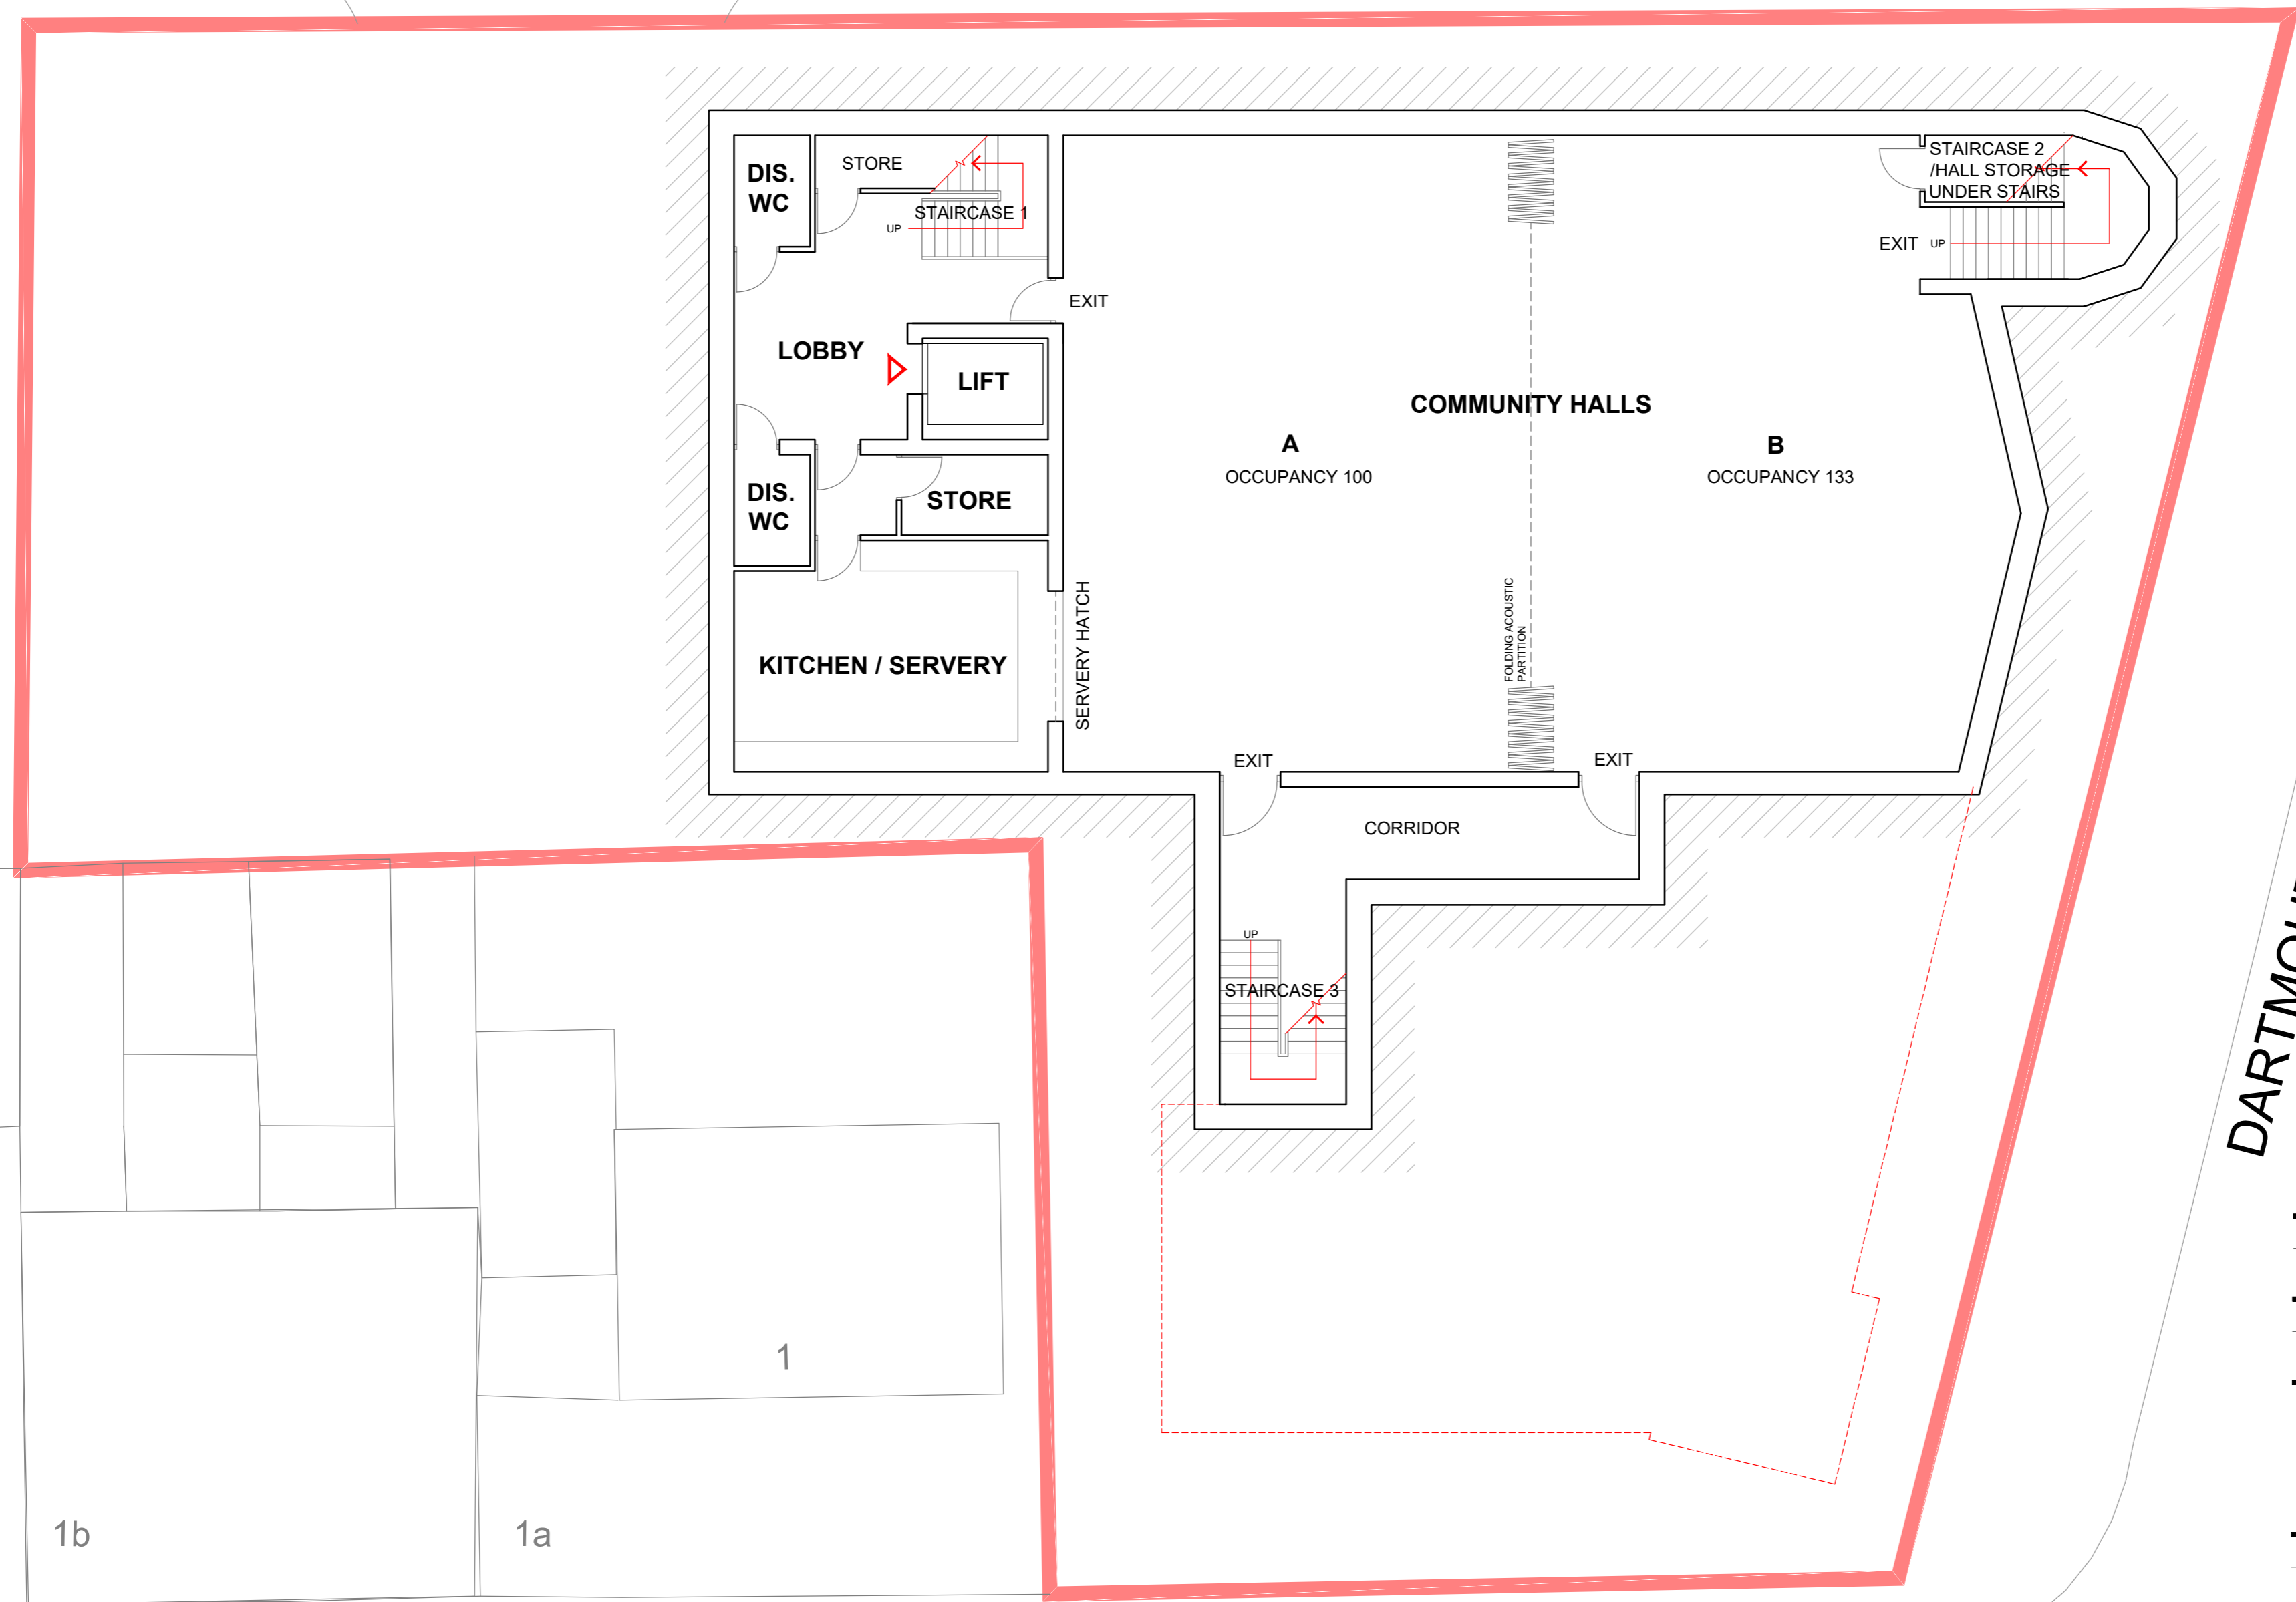 DIS.
WC
STORE
STAIRCASE 1
UP
STAIRCASE 2
/HALL STORAGE
UNDER STAIRS
EXIT
UP
EXIT
LOBBY
LIFT
COMMUNITY HALLS
A
OCCUPANCY 100
B
OCCUPANCY 133
DIS.
WC
STORE
KITCHEN / SERVERY
SERVERY HATCH
FOLDING ACOUSTIC
PARTITION
EXIT
EXIT
CORRIDOR
UP
STAIRCASE 3
1
1b
1a